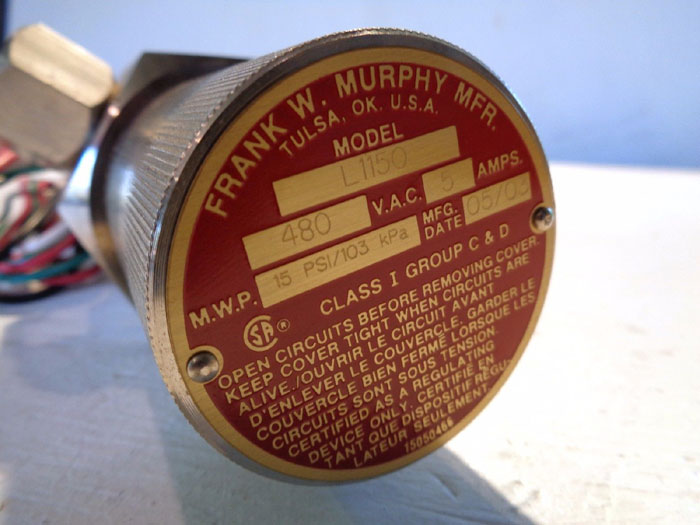 FRANK W. MURPHY MFR.
TULSA, OK. U.S.A.
MODEL
L1150
480 V.A.C. 5 AMPS.
M.W.P. 15 PSI/103 kPa MFG. DATE 05/03
CLASS I GROUP C & D
SA ®
OPEN CIRCUITS BEFORE REMOVING COVER.
KEEP COVER TIGHT WHEN CIRCUITS ARE
ALIVE./OUVRIR LE CIRCUIT AVANT
D'ENLEVER LE COUVERCLE. GARDER LE
COUVERCLE BIEN FERMÉ LORSQUE LES
CIRCUITS SONT SOUS TENSION.
CERTIFIED AS A REGULATING
DEVICE ONLY. CERTIFIÉ EN
TANT QUE DISPOSITIF RÉGU-
LATEUR SEULEMENT.
15050466